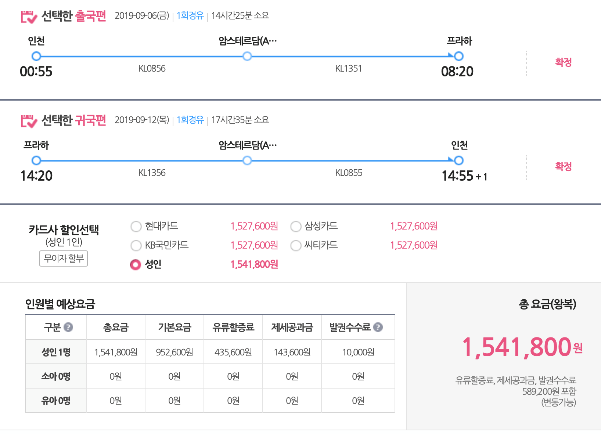 선택한 출국편 2019-09-06(금) | 1회경유 | 14시간25분 소요
인천 암스테르담(A··· 프라하
00:55 KL0856 KL1351 08:20
확정
선택한 귀국편 2019-09-12(목) | 1회경유 | 17시간35분 소요
프라하 암스테르담(A··· 인천
14:20 KL1356 KL0855 14:55 + 1
확정
카드사 할인선택
(성인 1인)
무이자 할부
현대카드 1,527,600원 삼성카드 1,527,600원
KB국민카드 1,527,600원 씨티카드 1,527,600원
성인 1,541,800원
인원별 예상요금
구분 ? 총요금 기본요금 유류할증료 제세공과금 발권수수료 ?
성인 1명 1,541,800원 952,600원 435,600원 143,600원 10,000원
소아 0명 0원 0원 0원 0원 0원
유아 0명 0원 0원 0원 0원 0원
총 요금(왕복)
1,541,800원
유류할증료, 제세공과금, 발권수수료
589,200원 포함
(변동가능)